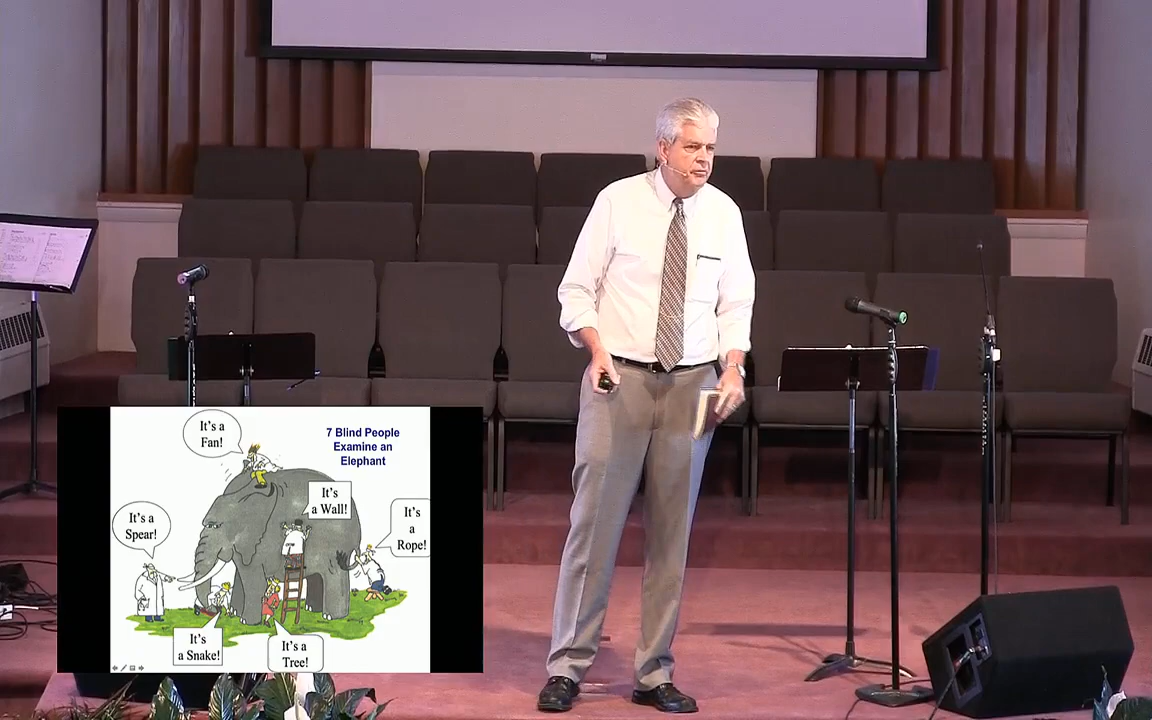 It's a
Fan!
7 Blind People
Examine an
Elephant
It's
a Wall!
It's a
Spear!
It's
a
Rope!
It's
a Snake!
It's a
Tree!